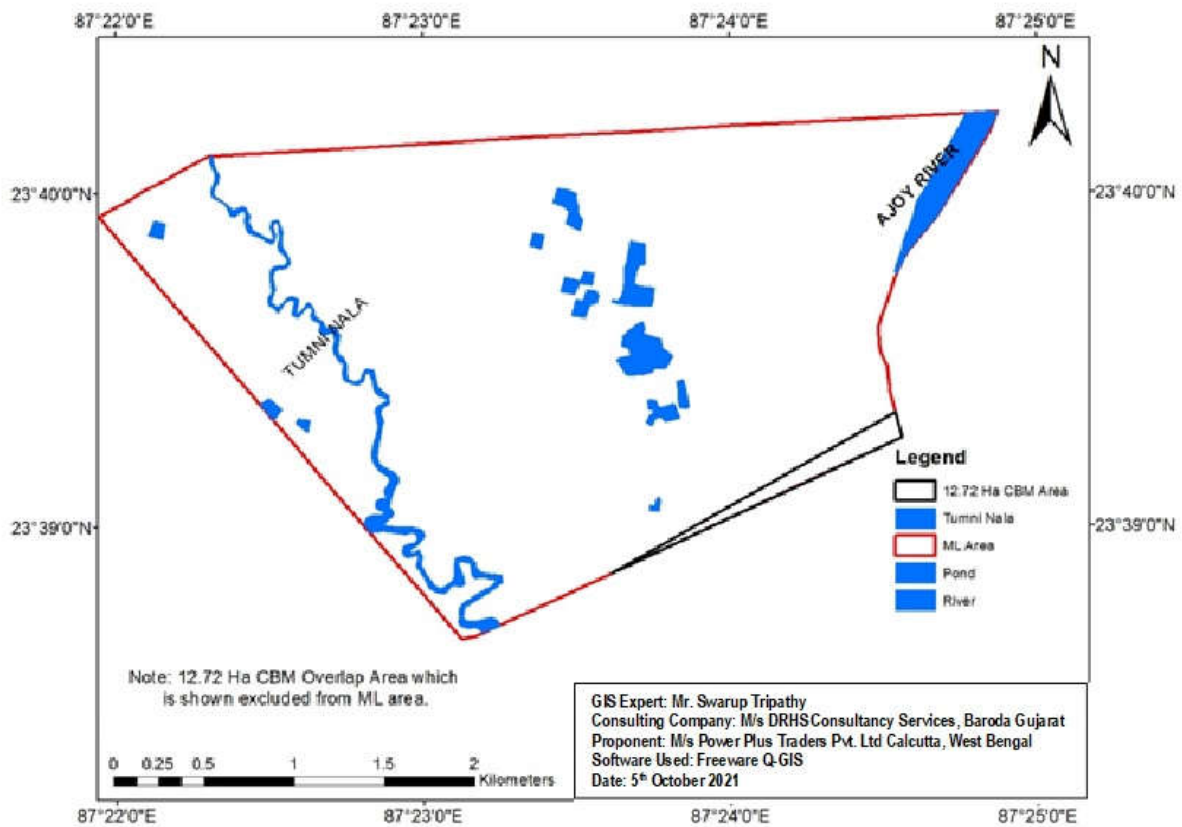 87°22'0"E 87°23'0"E 87°24'0"E 87°25'0"E
N
23°40'0"N 23°40'0"N
AJOY RIVER
TUMNI NALA
Legend
12.72 Ha CBM Area
Tumni Nala
ML Area
Pond
River
23°39'0"N 23°39'0"N
Note: 12.72 Ha CBM Overlap Area which
is shown excluded from ML area.
GIS Expert: Mr. Swarup Tripathy
Consulting Company: M/s DRHS Consultancy Services, Baroda Gujarat
Proponent: M/s Power Plus Traders Pvt. Ltd Calcutta, West Bengal
Software Used: Freeware Q-GIS
Date: 5th October 2021
0 0.25 0.5 1 1.5 2
Kilometers
87°22'0"E 87°23'0"E 87°24'0"E 87°25'0"E